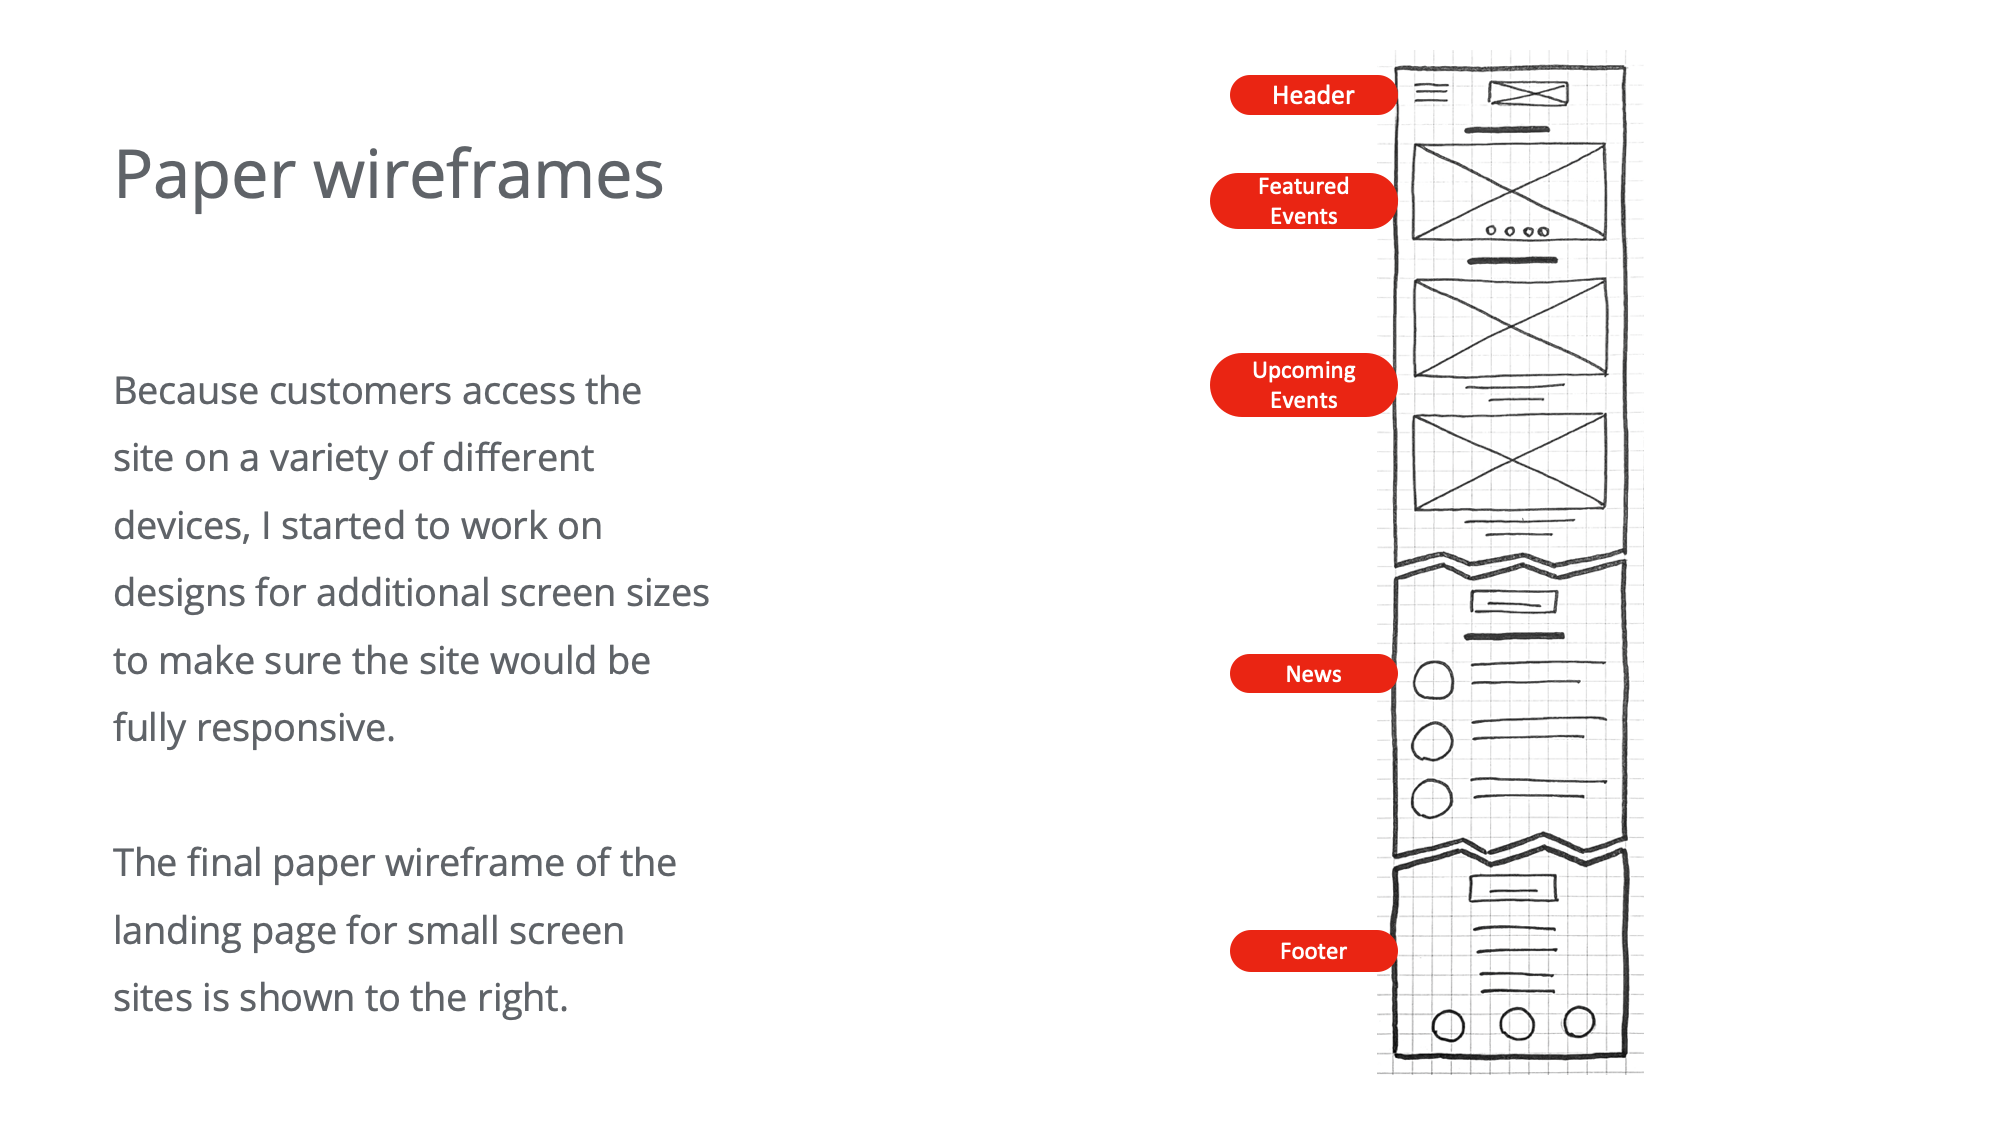 Paper wireframes
Because customers access the
site on a variety of different
devices, I started to work on
designs for additional screen sizes
to make sure the site would be
fully responsive.
The final paper wireframe of the
landing page for small screen
sites is shown to the right.
Header
Featured
Events
Upcoming
Events
News
Footer